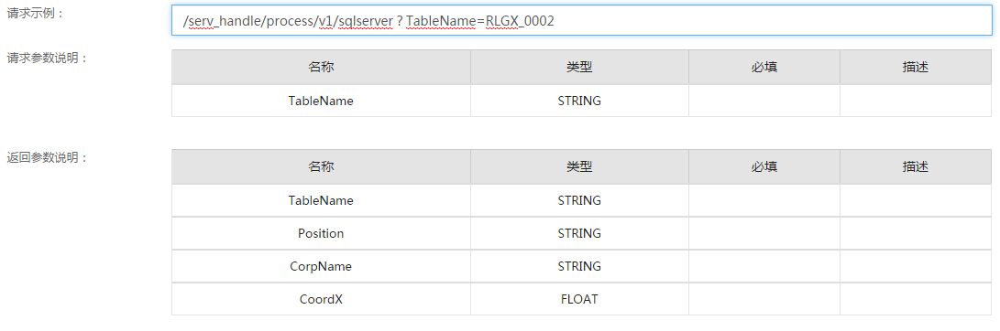 请求示例：
/serv_handle/process/v1/sqlserver ? TableName=RLGX_0002
请求参数说明：
名称 类型 必填 描述
TableName STRING
返回参数说明：
名称 类型 必填 描述
TableName STRING
Position STRING
CorpName STRING
CoordX FLOAT